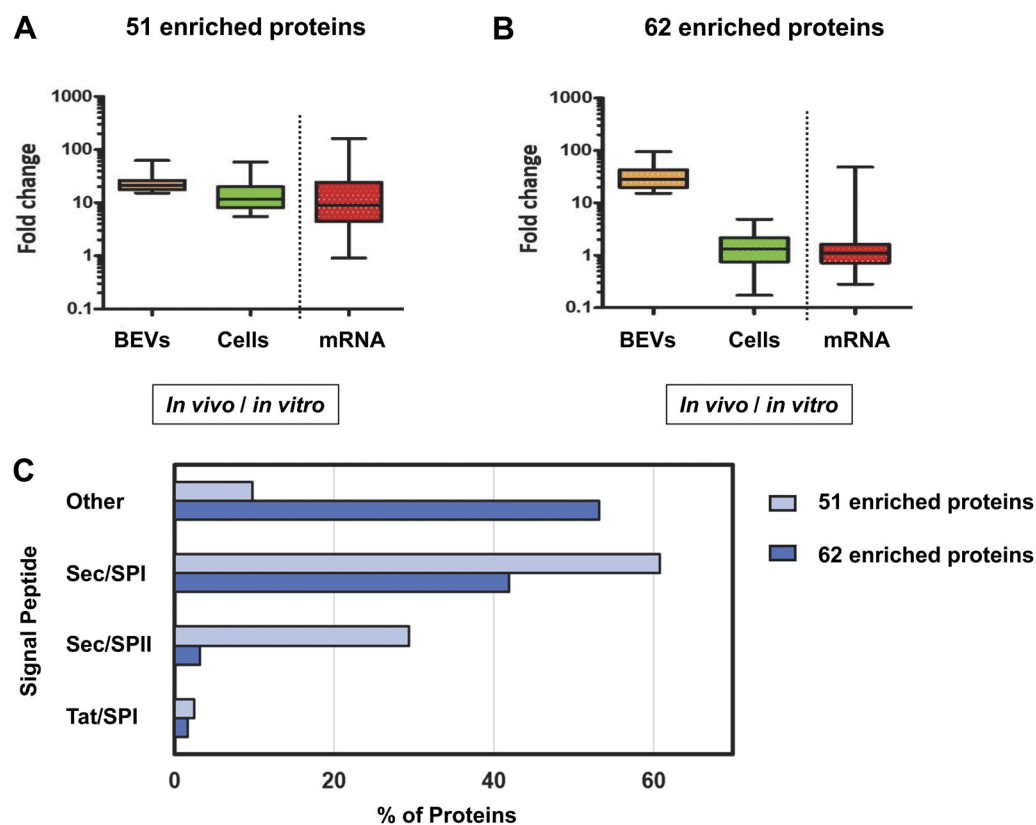 A
51 enriched proteins
Fold change
1000
100
10
1
0.1
BEVs Cells mRNA
In vivo / in vitro
B
62 enriched proteins
Fold change
1000
100
10
1
0.1
BEVs Cells mRNA
In vivo / in vitro
C
Signal Peptide
Other
Sec/SPI
Sec/SPII
Tat/SPI
0 20 40 60
% of Proteins
51 enriched proteins
62 enriched proteins